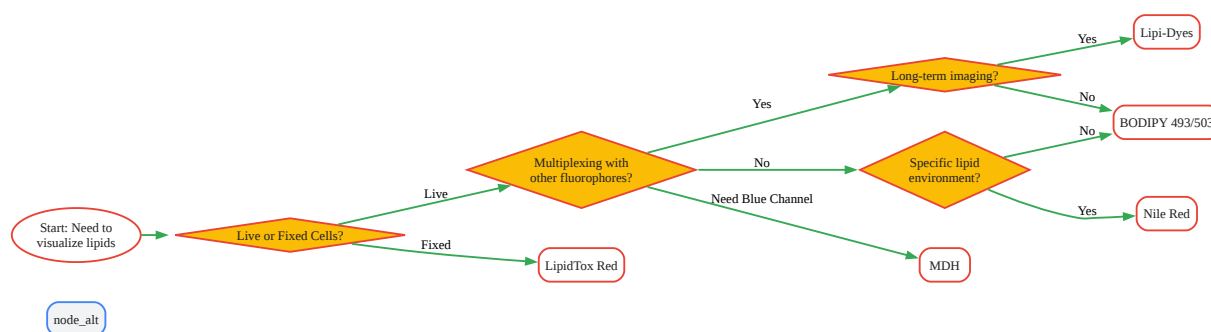 Start: Need to
visualize lipids
Live or Fixed Cells?
Live
Fixed
LipidTox Red
Multiplexing with
other fluorophores?
Yes
No
Need Blue Channel
MDH
Long-term imaging?
Yes
No
Lipi-Dyes
BODIPY 493/503
Specific lipid
environment?
No
Yes
Nile Red
node_alt